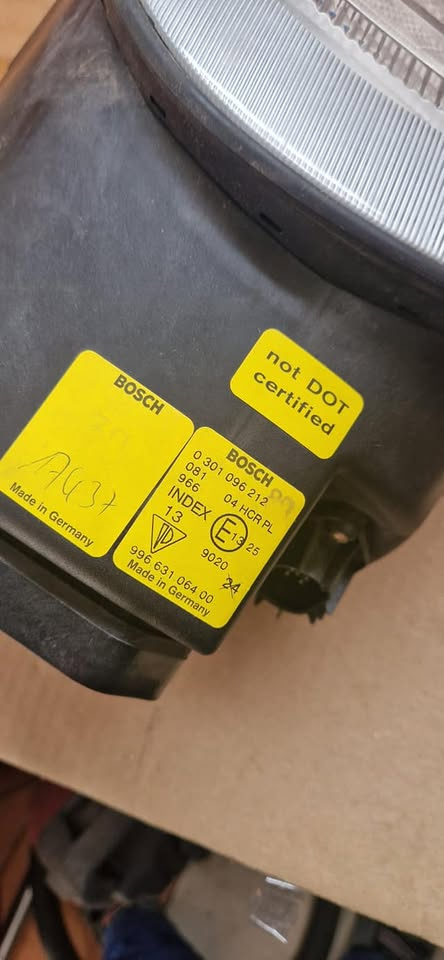 not DOT
certified
BOSCH
17437
Made in Germany
BOSCH
0 301 096 212
081 04 HCR PL
966
INDEX E 13 25
13
9020
24
996 631 064 00
Made in Germany